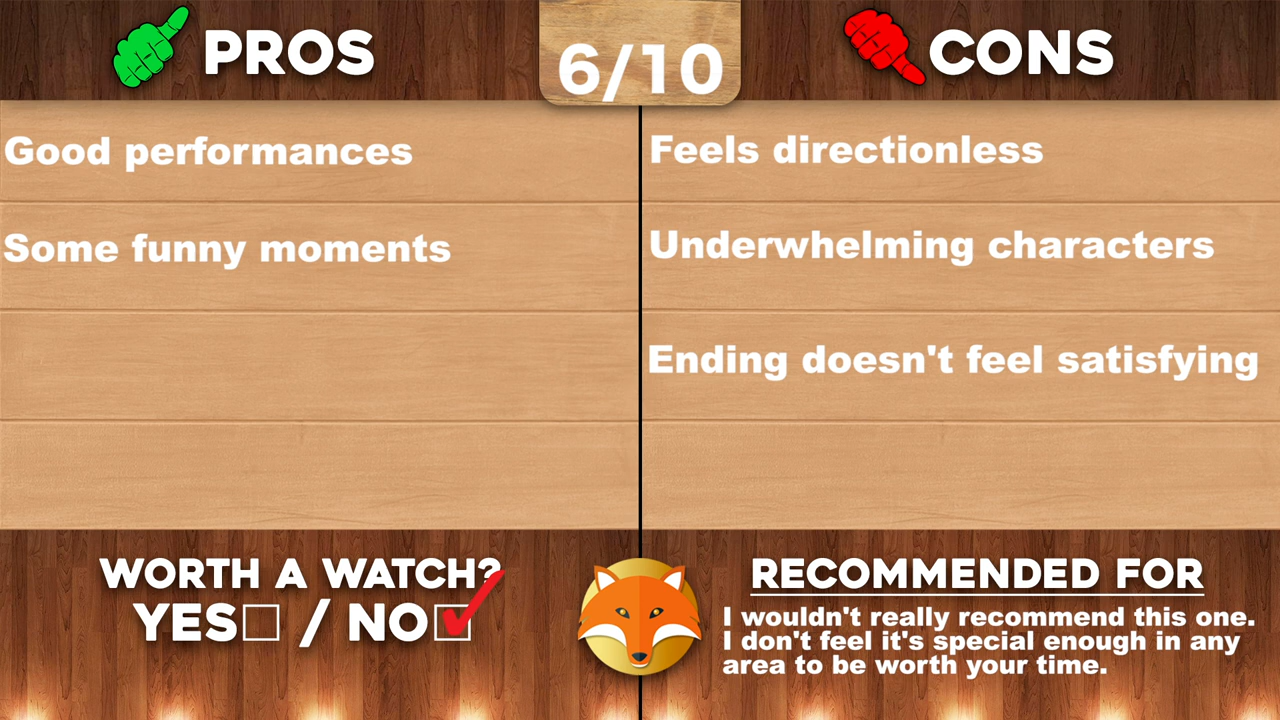 PROS
6/10
CONS
Good performances
Some funny moments
Feels directionless
Underwhelming characters
Ending doesn't feel satisfying
WORTH A WATCH?
YES / NO
RECOMMENDED FOR
I wouldn't really recommend this one.
I don't feel it's special enough in any
area to be worth your time.